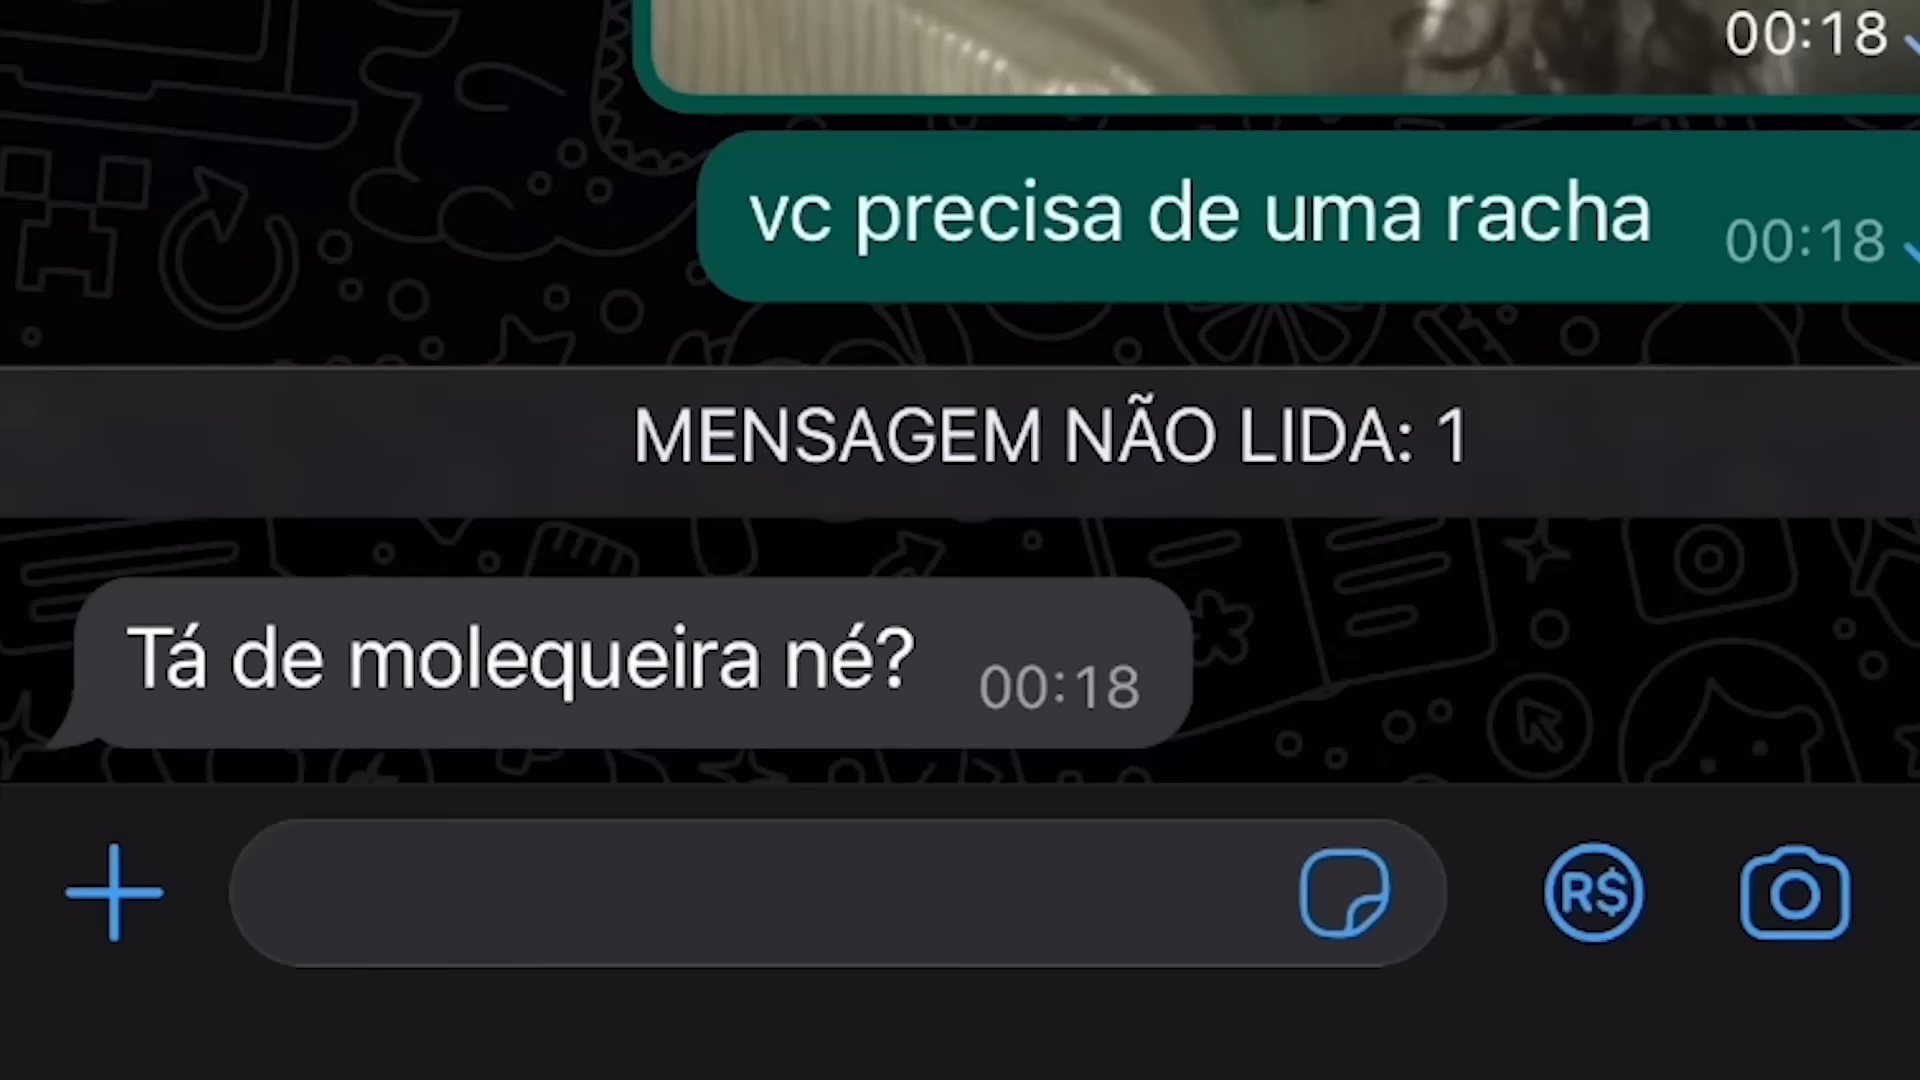 00:18
vc precisa de uma racha 00:18
MENSAGEM NÃO LIDA: 1
Tá de molequeira né? 00:18
R$